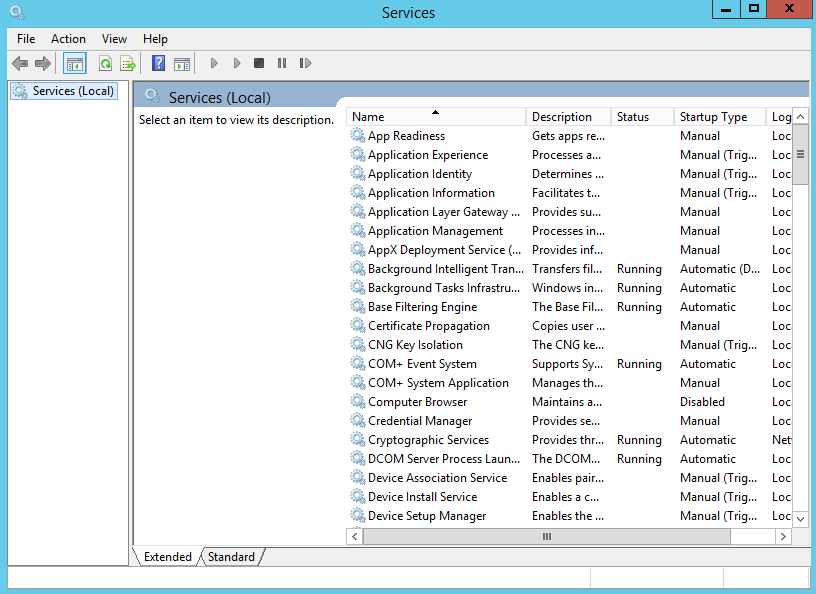 Services
File Action View Help
Services (Local)
Services (Local)
Select an item to view its description.
Name Description Status Startup Type Log
App Readiness Gets apps re... Manual Loc
Application Experience Processes a... Manual (Trig... Loc
Application Identity Determines ... Manual (Trig... Loc
Application Information Facilitates t... Manual (Trig... Loc
Application Layer Gateway ... Provides su... Manual Loc
Application Management Processes in... Manual Loc
AppX Deployment Service (... Provides inf... Manual Loc
Background Intelligent Tran... Transfers fil... Running Automatic (D... Loc
Background Tasks Infrastru... Windows in... Running Automatic Loc
Base Filtering Engine The Base Fil... Running Automatic Loc
Certificate Propagation Copies user ... Manual Loc
CNG Key Isolation The CNG ke... Manual (Trig... Loc
COM+ Event System Supports Sy... Running Automatic Loc
COM+ System Application Manages th... Manual Loc
Computer Browser Maintains a... Disabled Loc
Credential Manager Provides se... Manual Loc
Cryptographic Services Provides thr... Running Automatic Net
DCOM Server Process Laun... The DCOM... Running Automatic Loc
Device Association Service Enables pair... Manual (Trig... Loc
Device Install Service Enables a c... Manual (Trig... Loc
Device Setup Manager Enables the ... Manual (Trig... Loc
Extended Standard